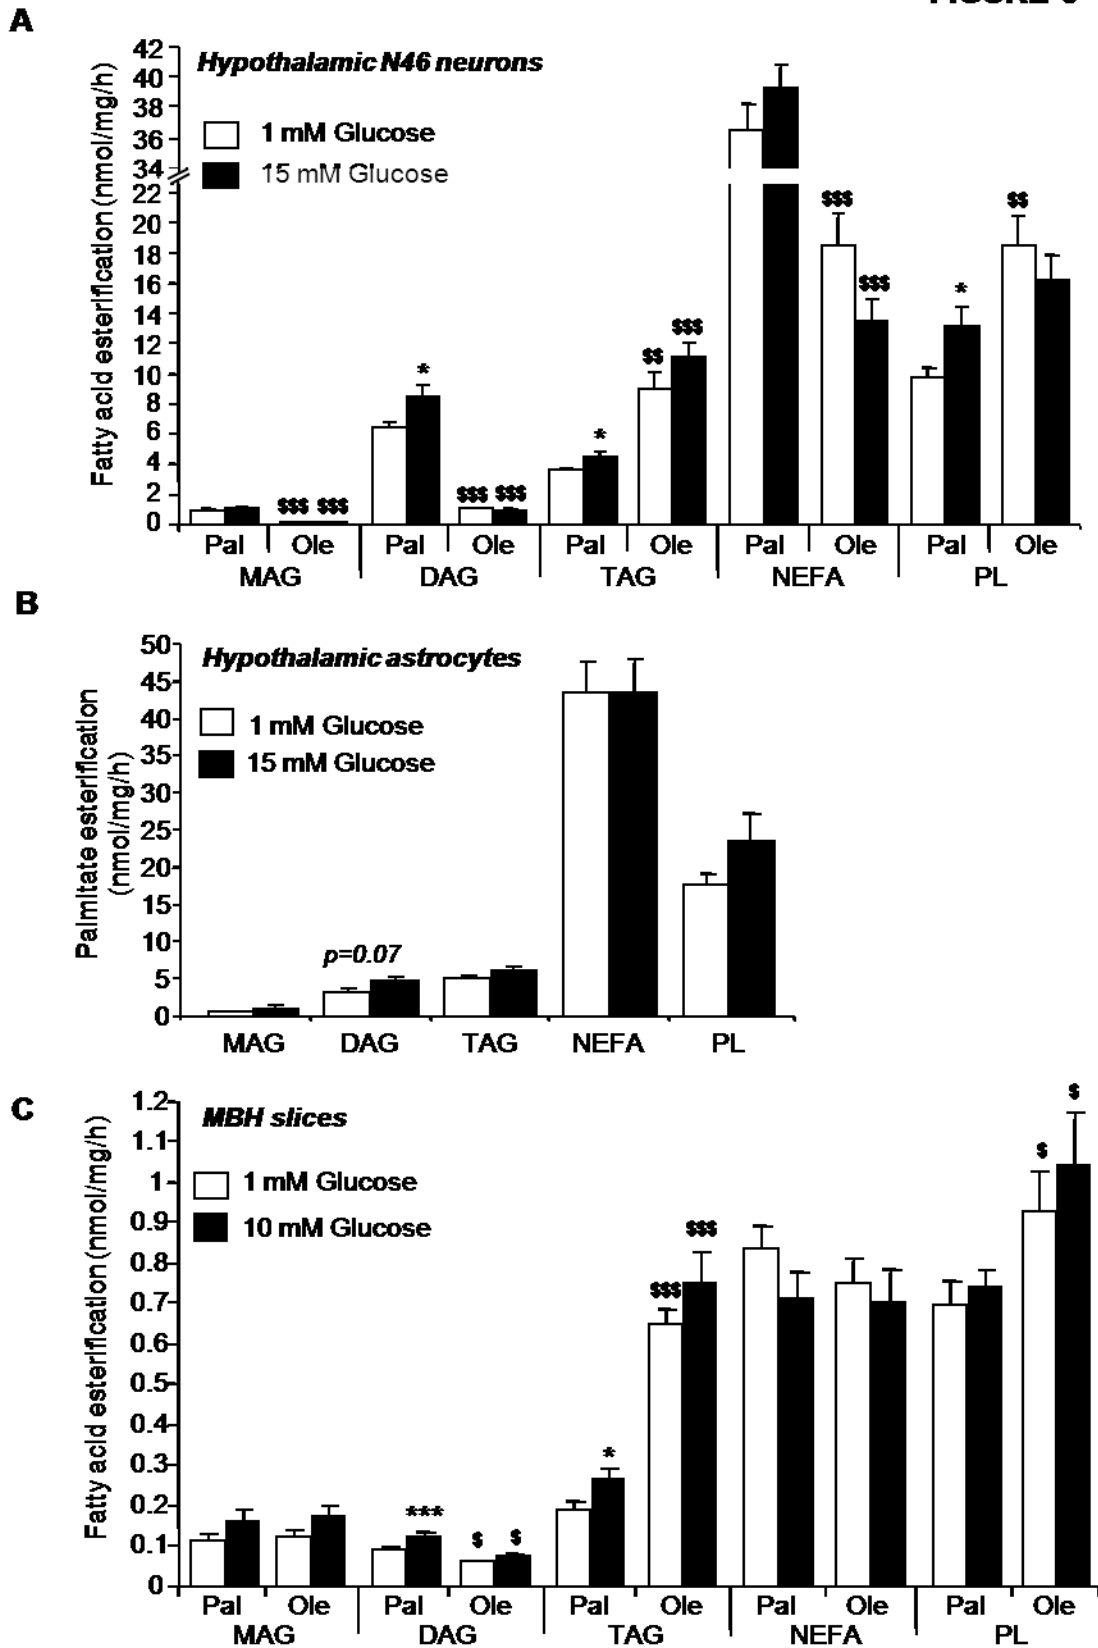 A
Hypothalamic N46 neurons
1 mM Glucose
15 mM Glucose
Fatty acid esterification (nmol/mg/h)
42
40
38
36
34
22
20
18
16
14
12
10
8
6
4
2
0
$$$ $$$
*
$$$ $$$
*
$$ $$$
$$$ $$$
*
$$
Pal Ole Pal Ole Pal Ole Pal Ole Pal Ole
MAG DAG TAG NEFA PL
B
Hypothalamic astrocytes
1 mM Glucose
15 mM Glucose
Palmitate esterification
(nmol/mg/h)
50
45
40
35
30
25
20
15
10
5
0
p=0.07
MAG DAG TAG NEFA PL
C
MBH slices
1 mM Glucose
10 mM Glucose
Fatty acid esterification (nmol/mg/h)
1.2
1.1
1
0.9
0.8
0.7
0.6
0.5
0.4
0.3
0.2
0.1
0
***
$ $
*
$$$ $$$
$ $
Pal Ole Pal Ole Pal Ole Pal Ole Pal Ole
MAG DAG TAG NEFA PL